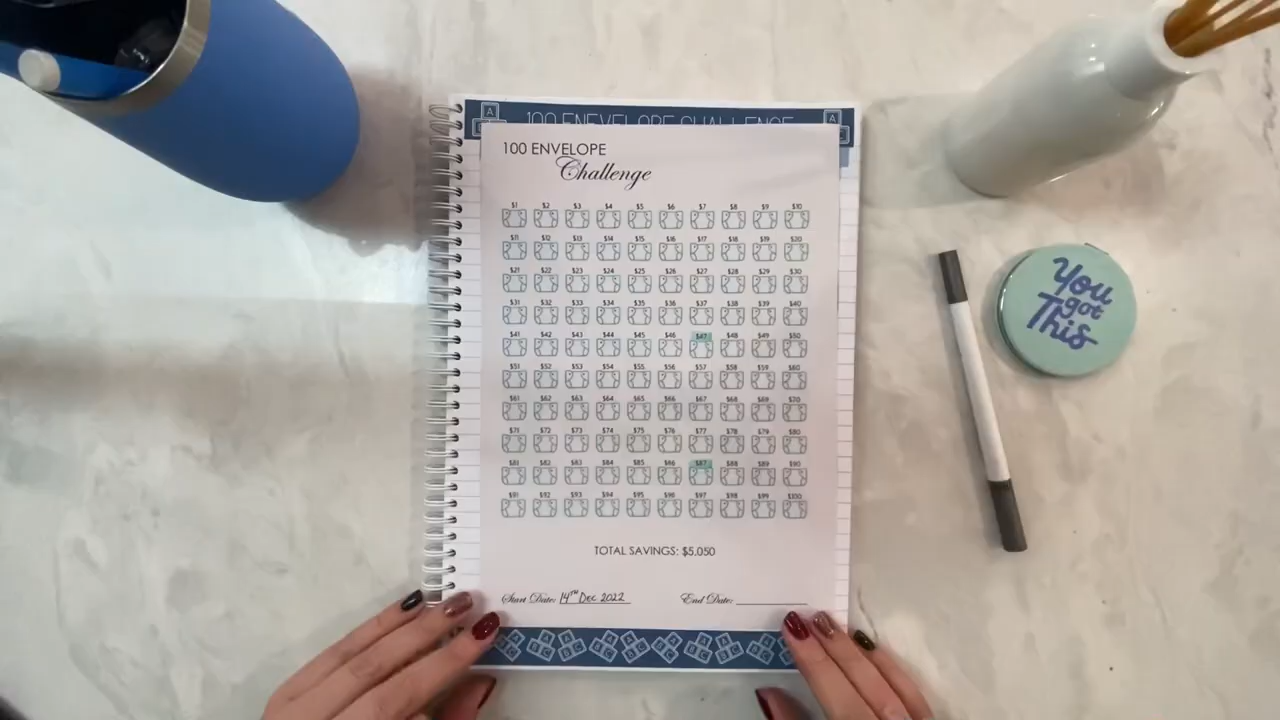 100 ENEVELOPE CHALLENGE
100 ENVELOPE
Challenge
$1 $2 $3 $4 $5 $6 $7 $8 $9 $10
$11 $12 $13 $14 $15 $16 $17 $18 $19 $20
$21 $22 $23 $24 $25 $26 $27 $28 $29 $30
$31 $32 $33 $34 $35 $36 $37 $38 $39 $40
$41 $42 $43 $44 $45 $46 $47 $48 $49 $50
$51 $52 $53 $54 $55 $56 $57 $58 $59 $60
$61 $62 $63 $64 $65 $66 $67 $68 $69 $70
$71 $72 $73 $74 $75 $76 $77 $78 $79 $80
$81 $82 $83 $84 $85 $86 $87 $88 $89 $90
$91 $92 $93 $94 $95 $96 $97 $98 $99 $100
TOTAL SAVINGS: $5,050
Start Date: 14TH DEC 2022 End Date:
You
got
This